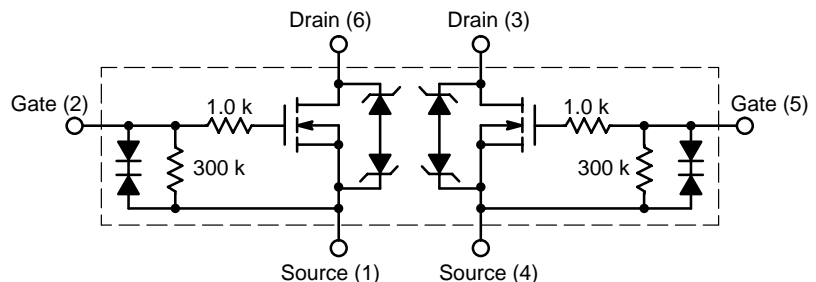 Drain (6)
Drain (3)
Gate (2)
1.0 k
1.0 k
Gate (5)
300 k
300 k
Source (1)
Source (4)